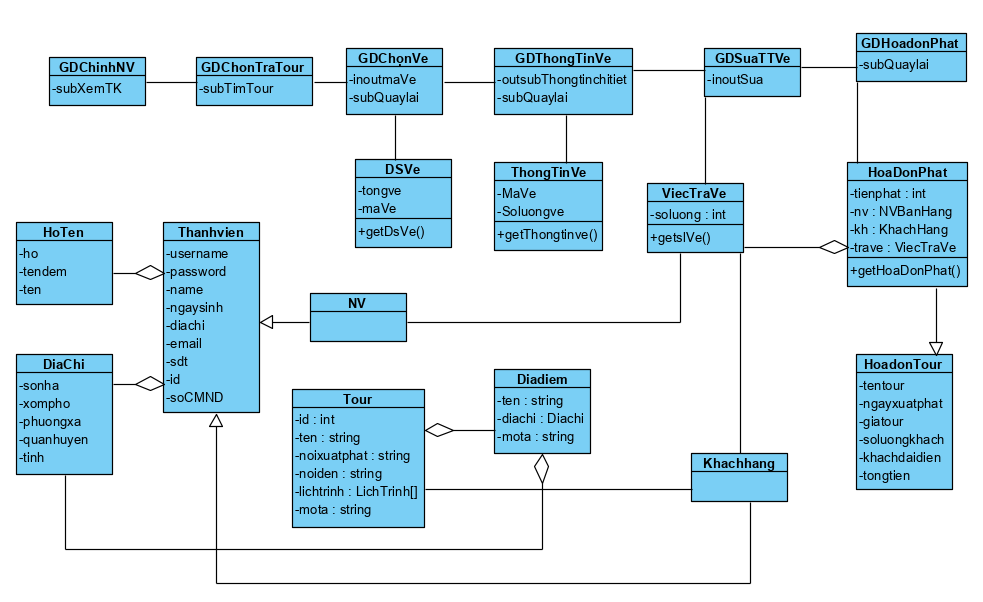 GDChinhNV
-subXemTK
GDChonTraTour
-subTimTour
GDChọnVe
-inoutmaVe
-subQuaylai
GDThongTinVe
-outsubThongtinchitiet
-subQuaylai
GDSuaTTVe
-inoutSua
GDHoadonPhat
-subQuaylai
DSVe
-tongve
-maVe
+getDsVe()
ThongTinVe
-MaVe
-Soluongve
+getThongtinve()
ViecTraVe
-soluong : int
+getslVe()
HoaDonPhat
-tienphat : int
-nv : NVBanHang
-kh : KhachHang
-trave : ViecTraVe
+getHoaDonPhat()
HoTen
-ho
-tendem
-ten
Thanhvien
-username
-password
-name
-ngaysinh
-diachi
-email
-sdt
-id
-soCMND
NV
DiaChi
-sonha
-xompho
-phuongxa
-quanhuyen
-tinh
Tour
-id : int
-ten : string
-noixuatphat : string
-noiden : string
-lichtrinh : LichTrinh[]
-mota : string
Diadiem
-ten : string
-diachi : Diachi
-mota : string
Khachhang
HoadonTour
-tentour
-ngayxuatphat
-giatour
-soluongkhach
-khachdaidien
-tongtien